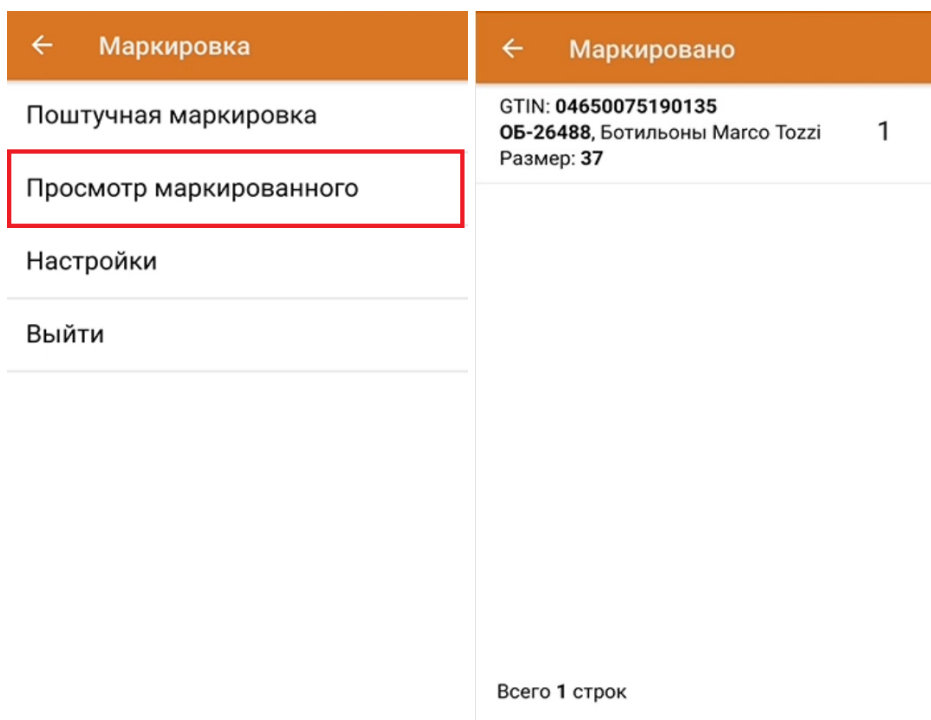 Маркировка
Поштучная маркировка
Просмотр маркированного
Настройки
Выйти
Маркировано
GTIN: 04650075190135
ОБ-26488, Ботильоны Marco Tozzi
Размер: 37
1
Всего 1 строк